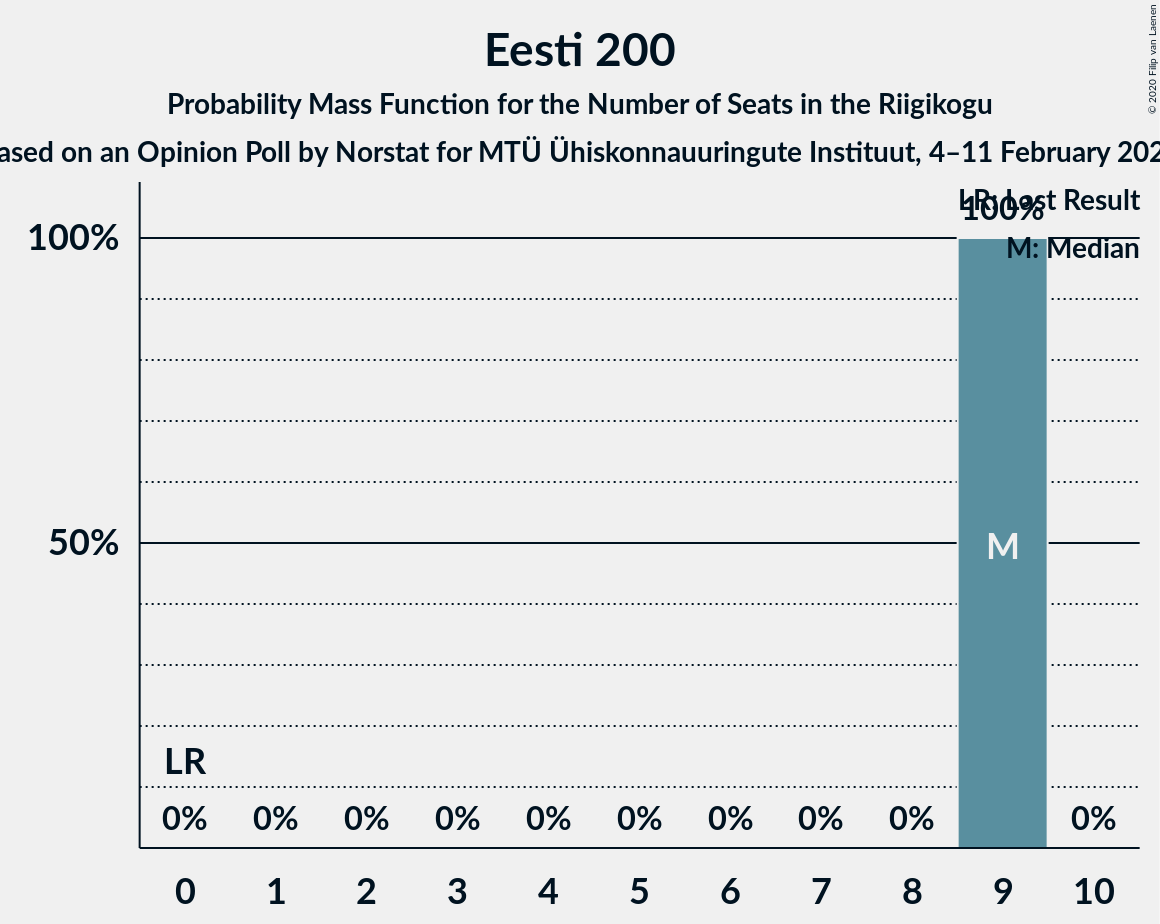 Eesti 200
Probability Mass Function for the Number of Seats in the Riigikogu
ased on an Opinion Poll by Norstat for MTÜ Ühiskonnauuringute Instituut, 4–11 February 202
© 2020 Filip van Laenen
LR: Last Result
100%
M: Median
100%
50%
M
LR
0% 0% 0% 0% 0% 0% 0% 0% 0% 0%
0 1 2 3 4 5 6 7 8 9 10